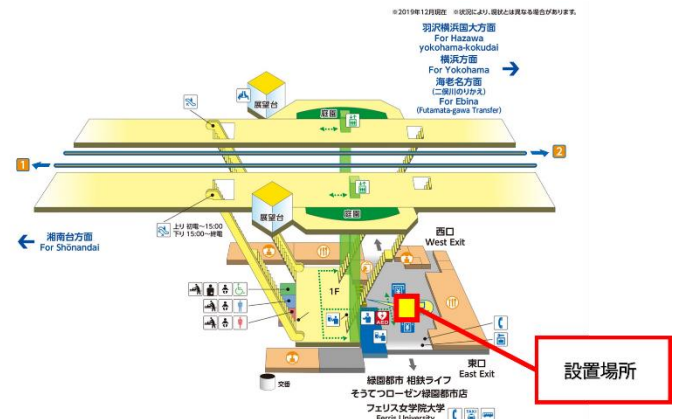 ※2019年12月現在 ※状況により、現状とは異なる場合があります。
羽沢横浜国大方面
For Hazawa
yokohama-kokudai
横浜方面
For Yokohama
海老名方面
(二俣川のりかえ)
For Ebina
(Futamata-gawa Transfer)
展望台
庭園
1
2
展望台
庭園
上り 初電～15:00
下り 15:00～終電
湘南台方面
For Shōnandai
西口
West Exit
1F
AED
設置場所
東口
East Exit
交番
緑園都市 相鉄ライフ
そうてつローゼン緑園都市店
フェリス女学院大学
Ferris University
TAXI